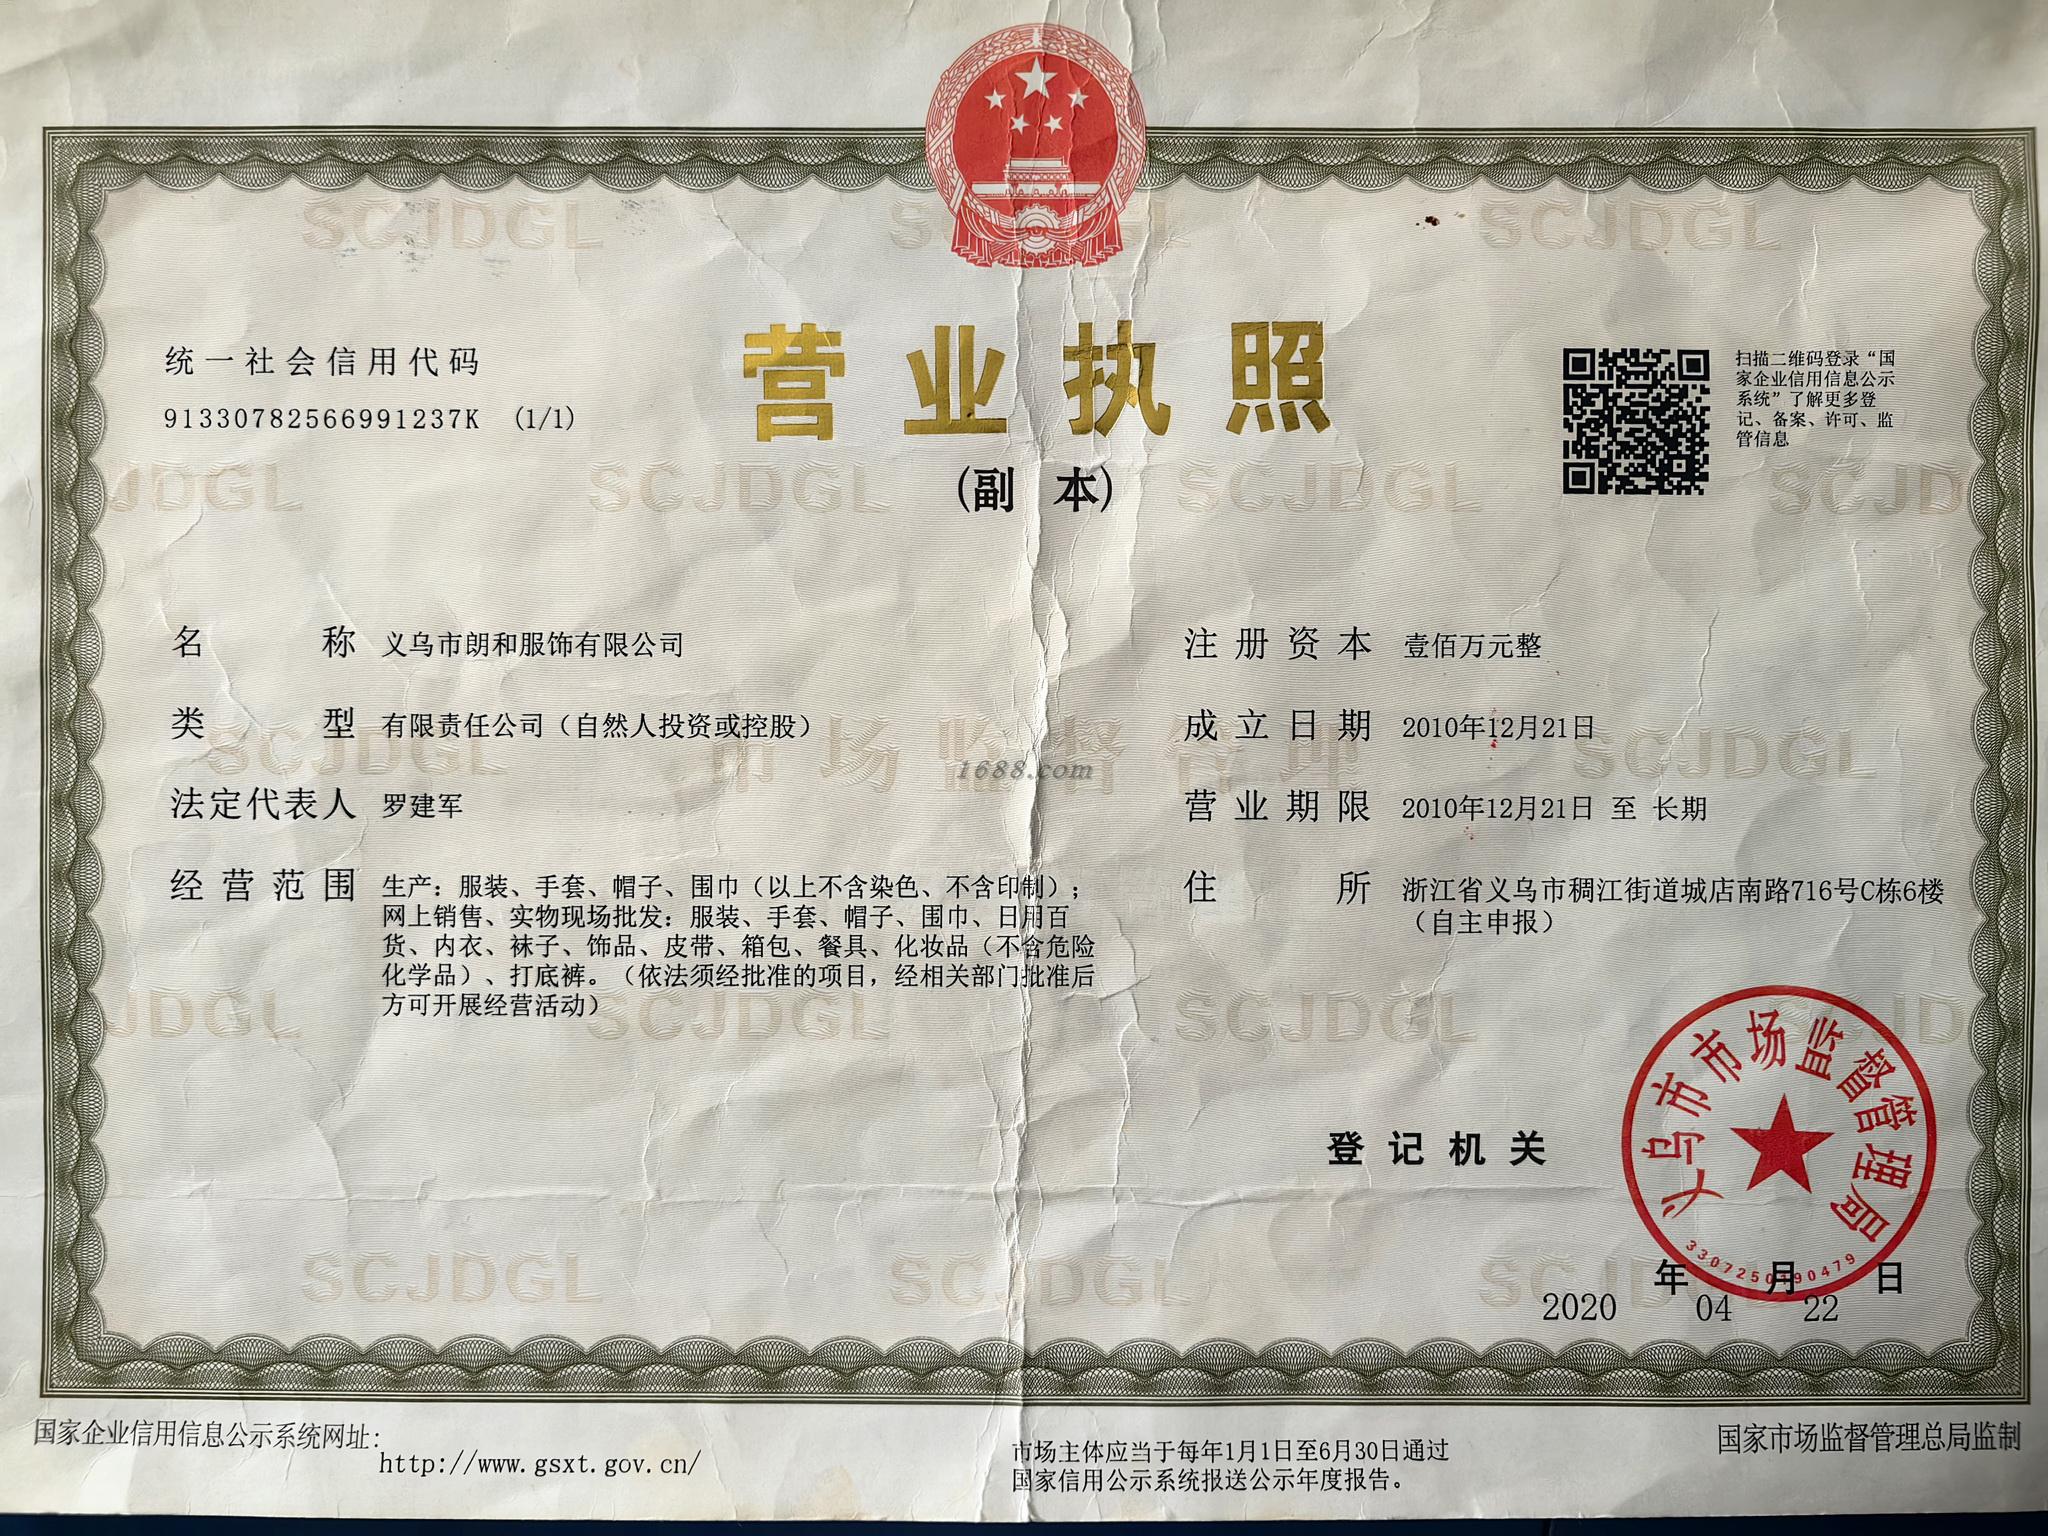 营业执照
(副 本)
统一社会信用代码
91330782566991237K (1/1)
扫描二维码登录“国
家企业信用信息公示
系统”了解更多登
记、备案、许可、监
管信息
名 称 义乌市朗和服饰有限公司
类 型 有限责任公司（自然人投资或控股）
法定代表人 罗建军
经营范围 生产：服装、手套、帽子、围巾（以上不含染色、不含印制）；
网上销售、实物现场批发：服装、手套、帽子、围巾、日用百
货、内衣、袜子、饰品、皮带、箱包、餐具、化妆品（不含危险
化学品）、打底裤。（依法须经批准的项目，经相关部门批准后
方可开展经营活动）
注册资本 壹佰万元整
成立日期 2010年12月21日
营业期限 2010年12月21日 至 长期
住 所 浙江省义乌市稠江街道城店南路716号C栋6楼
（自主申报）
1688.com
市场监督管理
SCJDGL
登记机关
义乌市市场监督管理局
3307250190479
年 月 日
2020 04 22
国家企业信用信息公示系统网址：
http://www.gsxt.gov.cn/
市场主体应当于每年1月1日至6月30日通过
国家信用公示系统报送公示年度报告。
国家市场监督管理总局监制